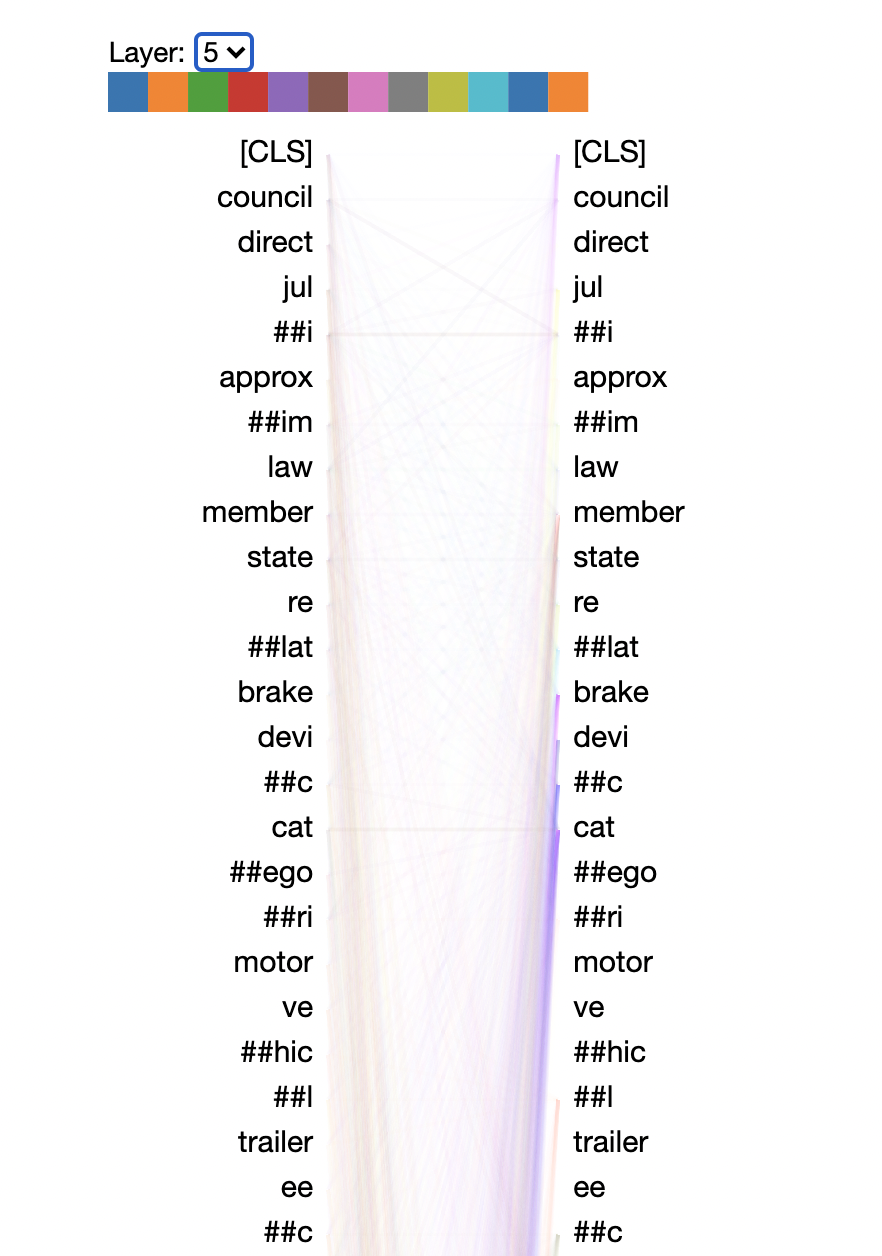 Layer: 5
[CLS] [CLS]
council council
direct direct
jul jul
##i ##i
approx approx
##im ##im
law law
member member
state state
re re
##lat ##lat
brake brake
devi devi
##c ##c
cat cat
##ego ##ego
##ri ##ri
motor motor
ve ve
##hic ##hic
##l ##l
trailer trailer
ee ee
##c ##c